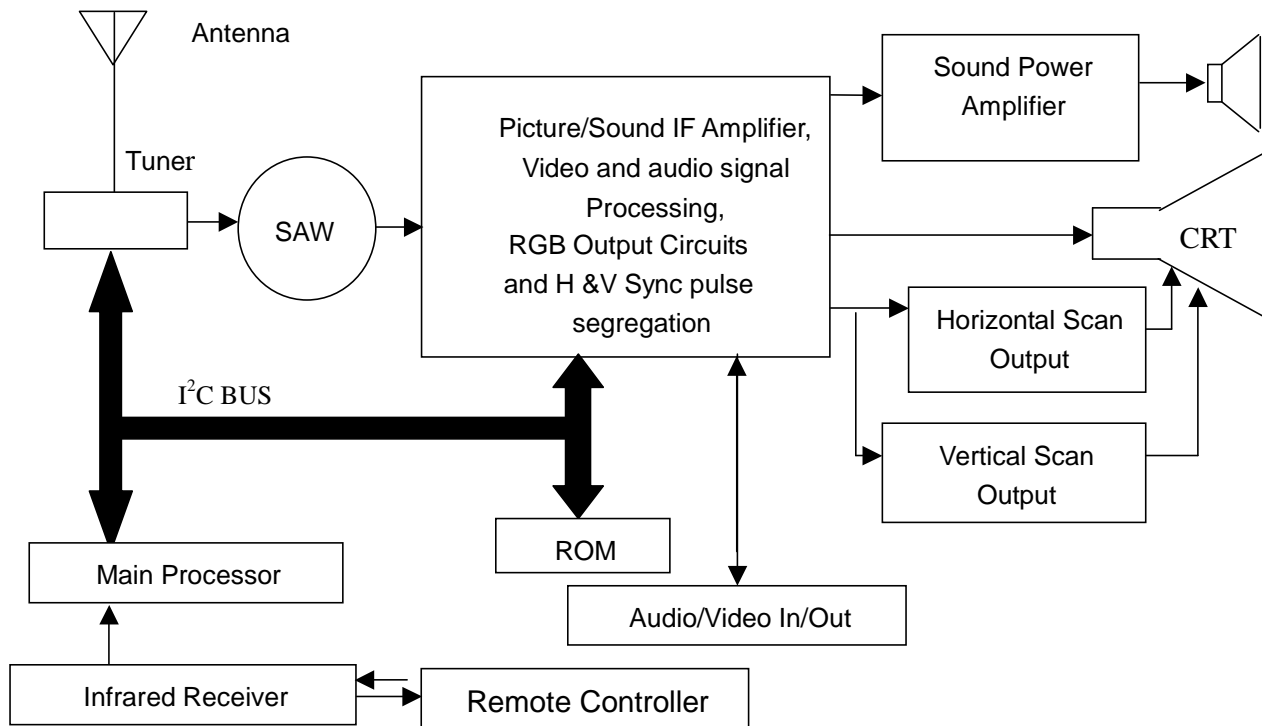 Antenna
Sound Power
Amplifier
Picture/Sound IF Amplifier,
Video and audio signal
Processing,
RGB Output Circuits
and H &V Sync pulse
segregation
Tuner
SAW
CRT
Horizontal Scan
Output
I²C BUS
Vertical Scan
Output
ROM
Main Processor
Audio/Video In/Out
Infrared Receiver
Remote Controller